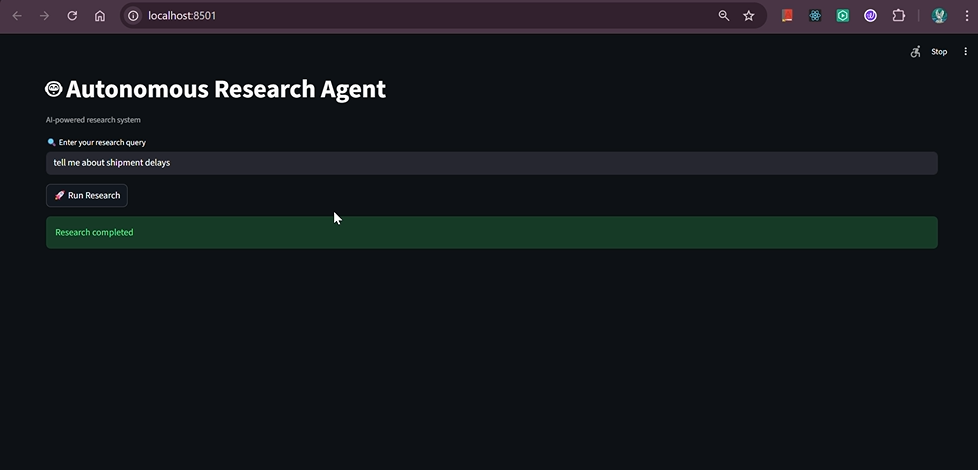 localhost:8501
Stop
Autonomous Research Agent
AI-powered research system
Enter your research query
tell me about shipment delays
Run Research
Research completed